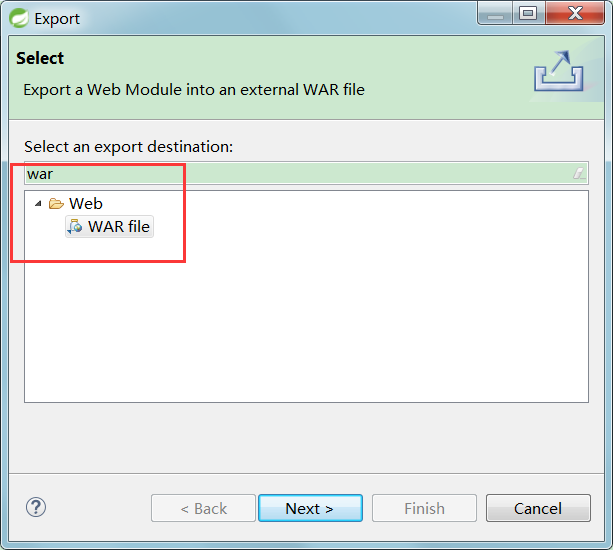 Export
Select
Export a Web Module into an external WAR file
Select an export destination:
war
Web
WAR file
?
< Back
Next >
Finish
Cancel